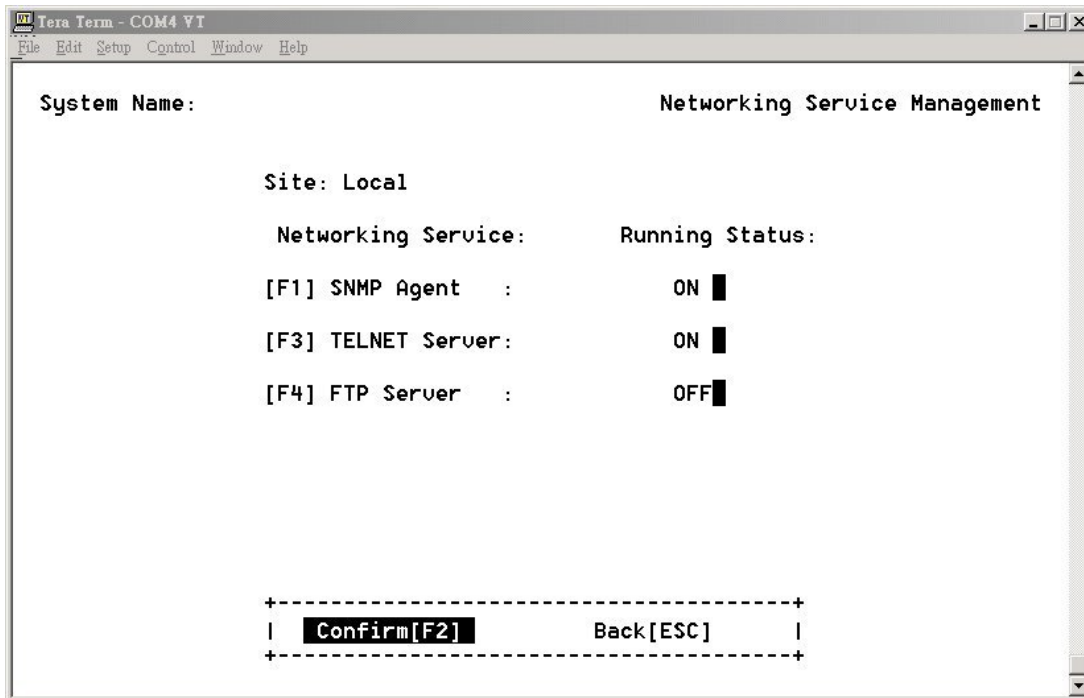 Tera Term - COM4 VT
File Edit Setup Control Window Help
System Name: Networking Service Management
Site: Local
Networking Service: Running Status:
[F1] SNMP Agent : ON
[F3] TELNET Server: ON
[F4] FTP Server : OFF
+---------------------------------------+
| Confirm[F2] Back[ESC] |
+---------------------------------------+